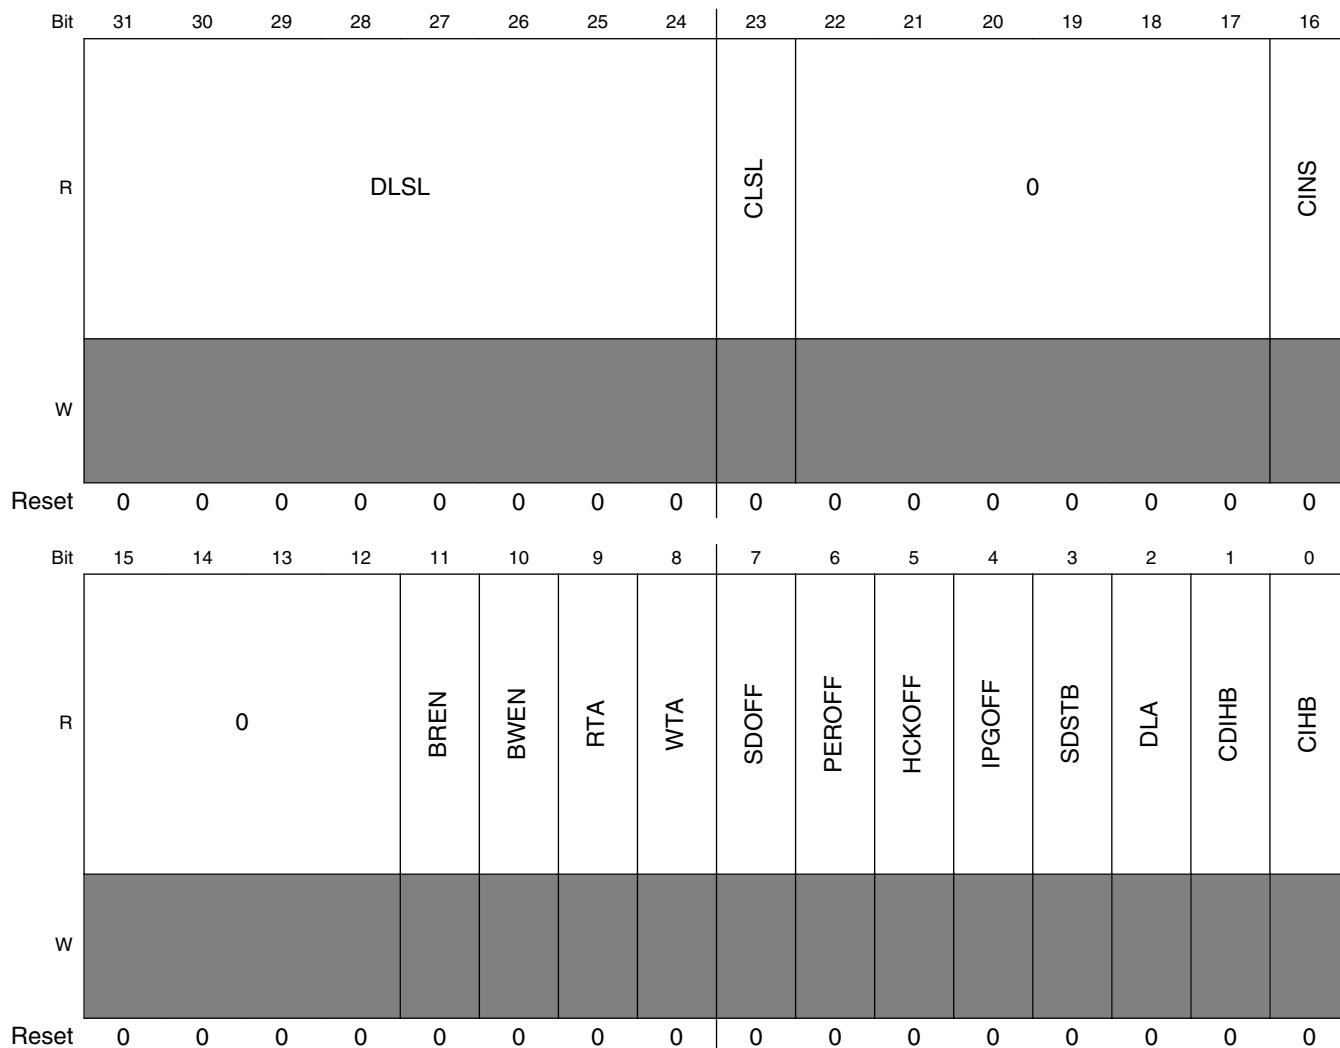 Bit 31 30 29 28 27 26 25 24 23 22 21 20 19 18 17 16
R DLSL CLSL 0 CINS
W
Reset 0 0 0 0 0 0 0 0 0 0 0 0 0 0 0 0
Bit 15 14 13 12 11 10 9 8 7 6 5 4 3 2 1 0
R 0 BREN BWEN RTA WTA SDOFF PEROFF HCKOFF IPGOFF SDSTB DLA CDIHB CIHB
W
Reset 0 0 0 0 0 0 0 0 0 0 0 0 0 0 0 0